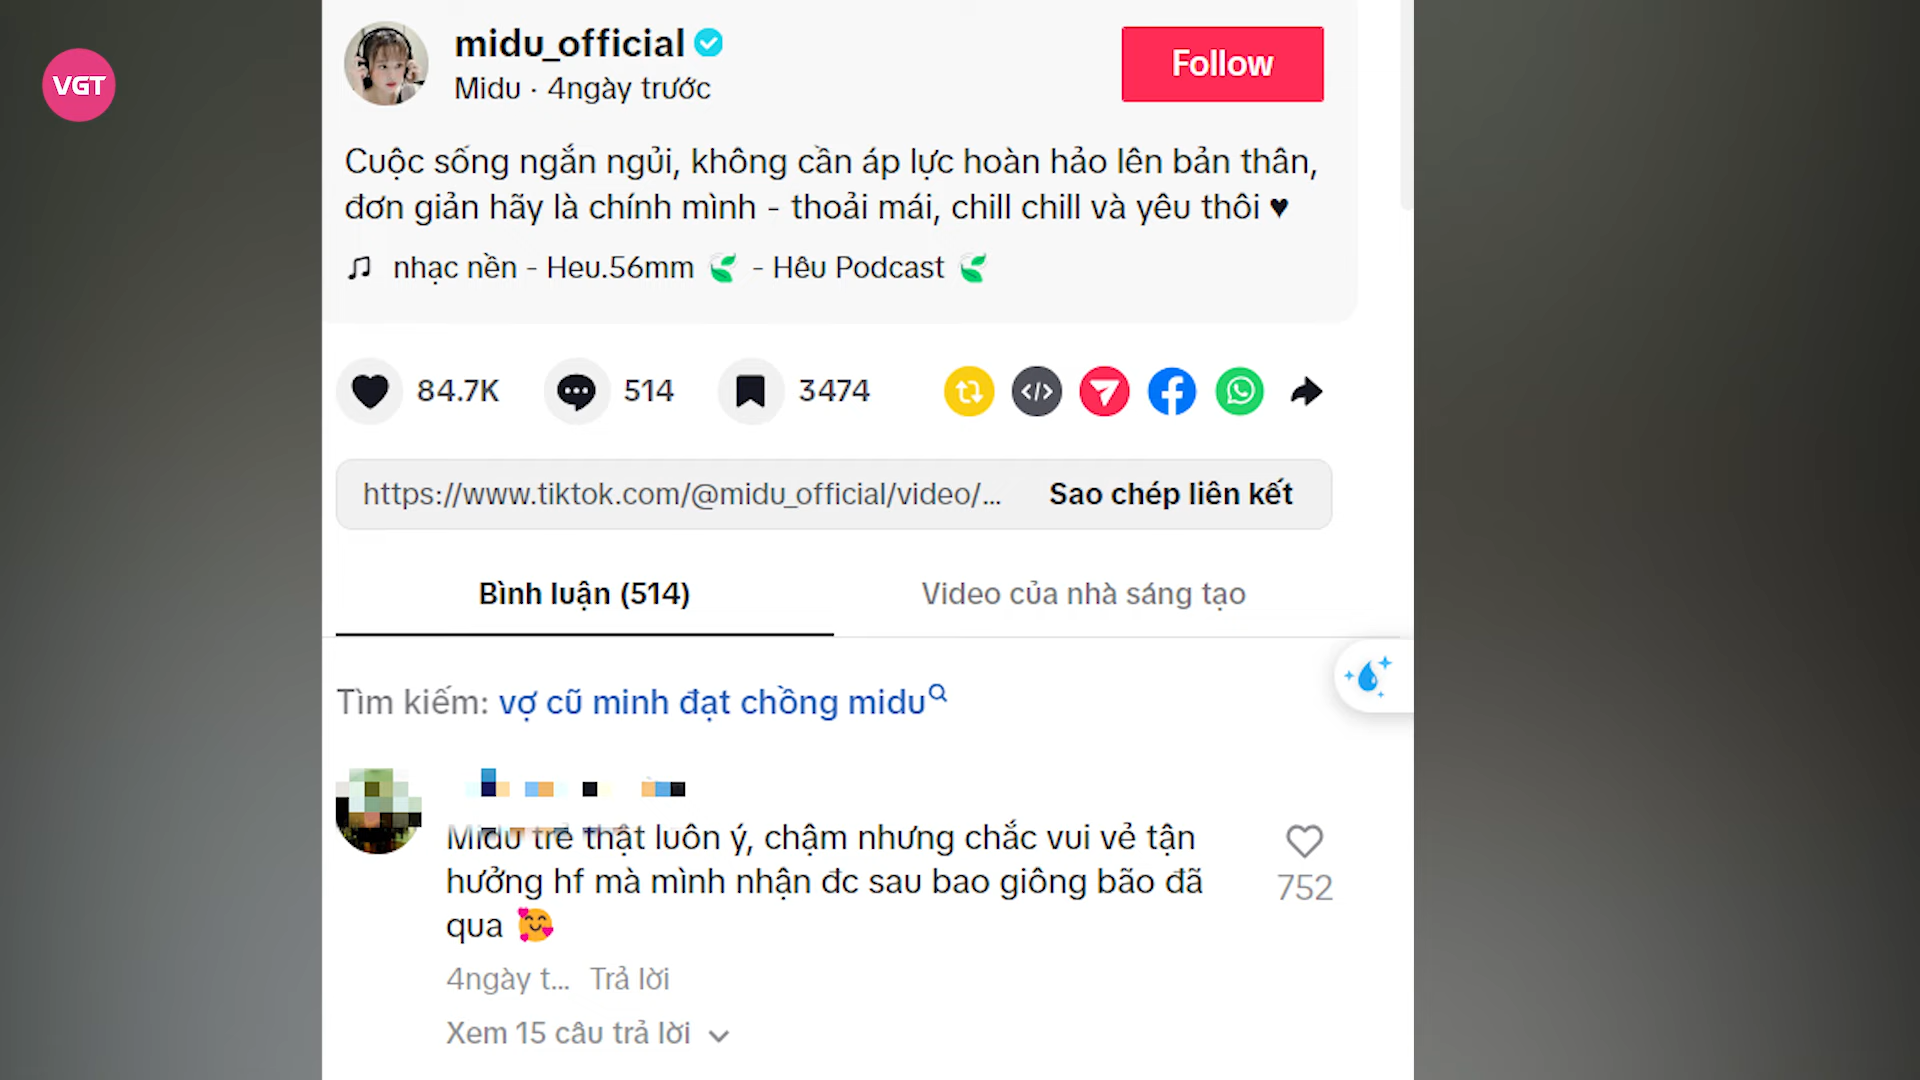 VGT
midu_official
Midu · 4ngày trước
Follow
Cuộc sống ngắn ngủi, không cần áp lực hoàn hảo lên bản thân,
đơn giản hãy là chính mình - thoải mái, chill chill và yêu thôi ♥
nhạc nền - Heu.56mm 🍃 - Hêu Podcast 🍃
84.7K 514 3474
https://www.tiktok.com/@midu_official/video/... Sao chép liên kết
Bình luận (514) Video của nhà sáng tạo
Tìm kiếm: vợ cũ minh đạt chồng midu
Midu trẻ thật luôn ý, chậm nhưng chắc vui vẻ tận
hưởng hf mà mình nhận đc sau bao giông bão đã
qua 🥰
752
4ngày t... Trả lời
Xem 15 câu trả lời